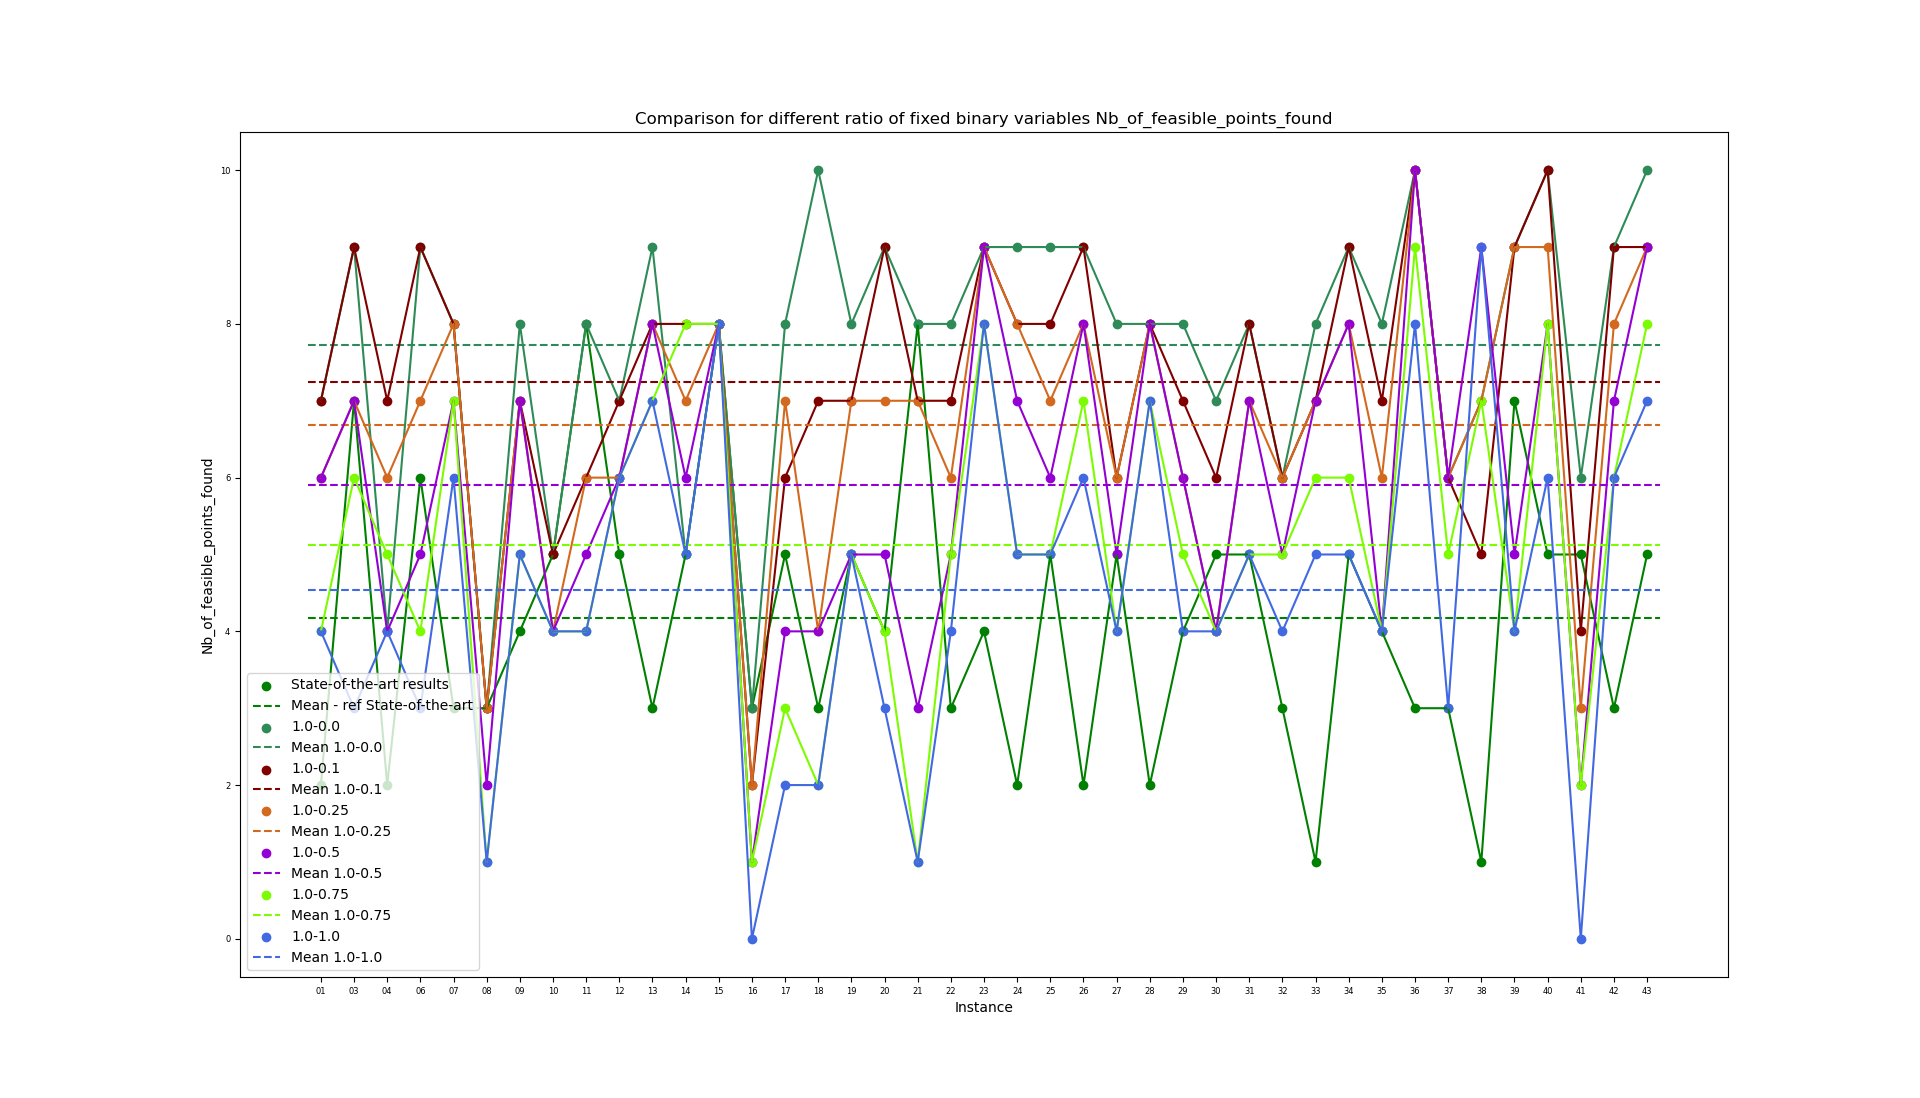 Comparison for different ratio of fixed binary variables Nb_of_feasible_points_found
Nb_of_feasible_points_found
10
8
6
4
2
0
State-of-the-art results
Mean - ref State-of-the-art
1.0-0.0
Mean 1.0-0.0
1.0-0.1
Mean 1.0-0.1
1.0-0.25
Mean 1.0-0.25
1.0-0.5
Mean 1.0-0.5
1.0-0.75
Mean 1.0-0.75
1.0-1.0
Mean 1.0-1.0
01 03 04 06 07 08 09 10 11 12 13 14 15 16 17 18 19 20 21 22 23 24 25 26 27 28 29 30 31 32 33 34 35 36 37 38 39 40 41 42 43
Instance